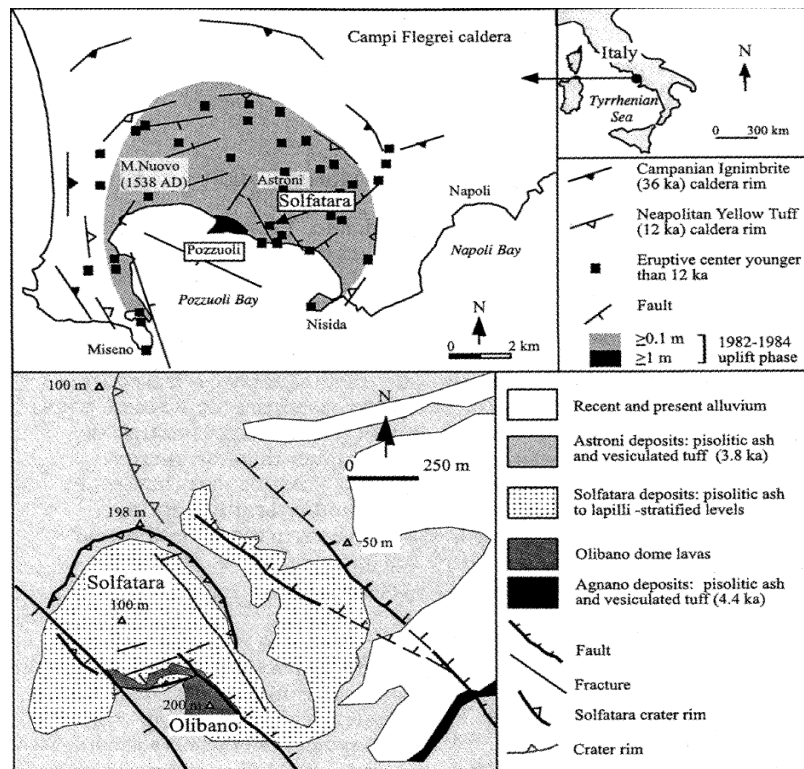 Campi Flegrei caldera
M.Nuovo
(1538 AD)
Astroni
Solfatara
Napoli
Pozzuoli
Napoli Bay
Pozzuoli Bay
N
Nisida
Miseno
0 2 km
Italy
N
Tyrrhenian
Sea
0 300 km
Campanian Ignimbrite
(36 ka) caldera rim
Neapolitan Yellow Tuff
(12 ka) caldera rim
Eruptive center younger
than 12 ka
Fault
≥0.1 m
≥1 m
1982-1984
uplift phase
100 m
N
0 250 m
198 m
50 m
Solfatara
100 m
200 m
Olibano
Recent and present alluvium
Astroni deposits: pisolitic ash
and vesiculated tuff (3.8 ka)
Solfatara deposits: pisolitic ash
to lapilli -stratified levels
Olibano dome lavas
Agnano deposits: pisolitic ash
and vesiculated tuff (4.4 ka)
Fault
Fracture
Solfatara crater rim
Crater rim